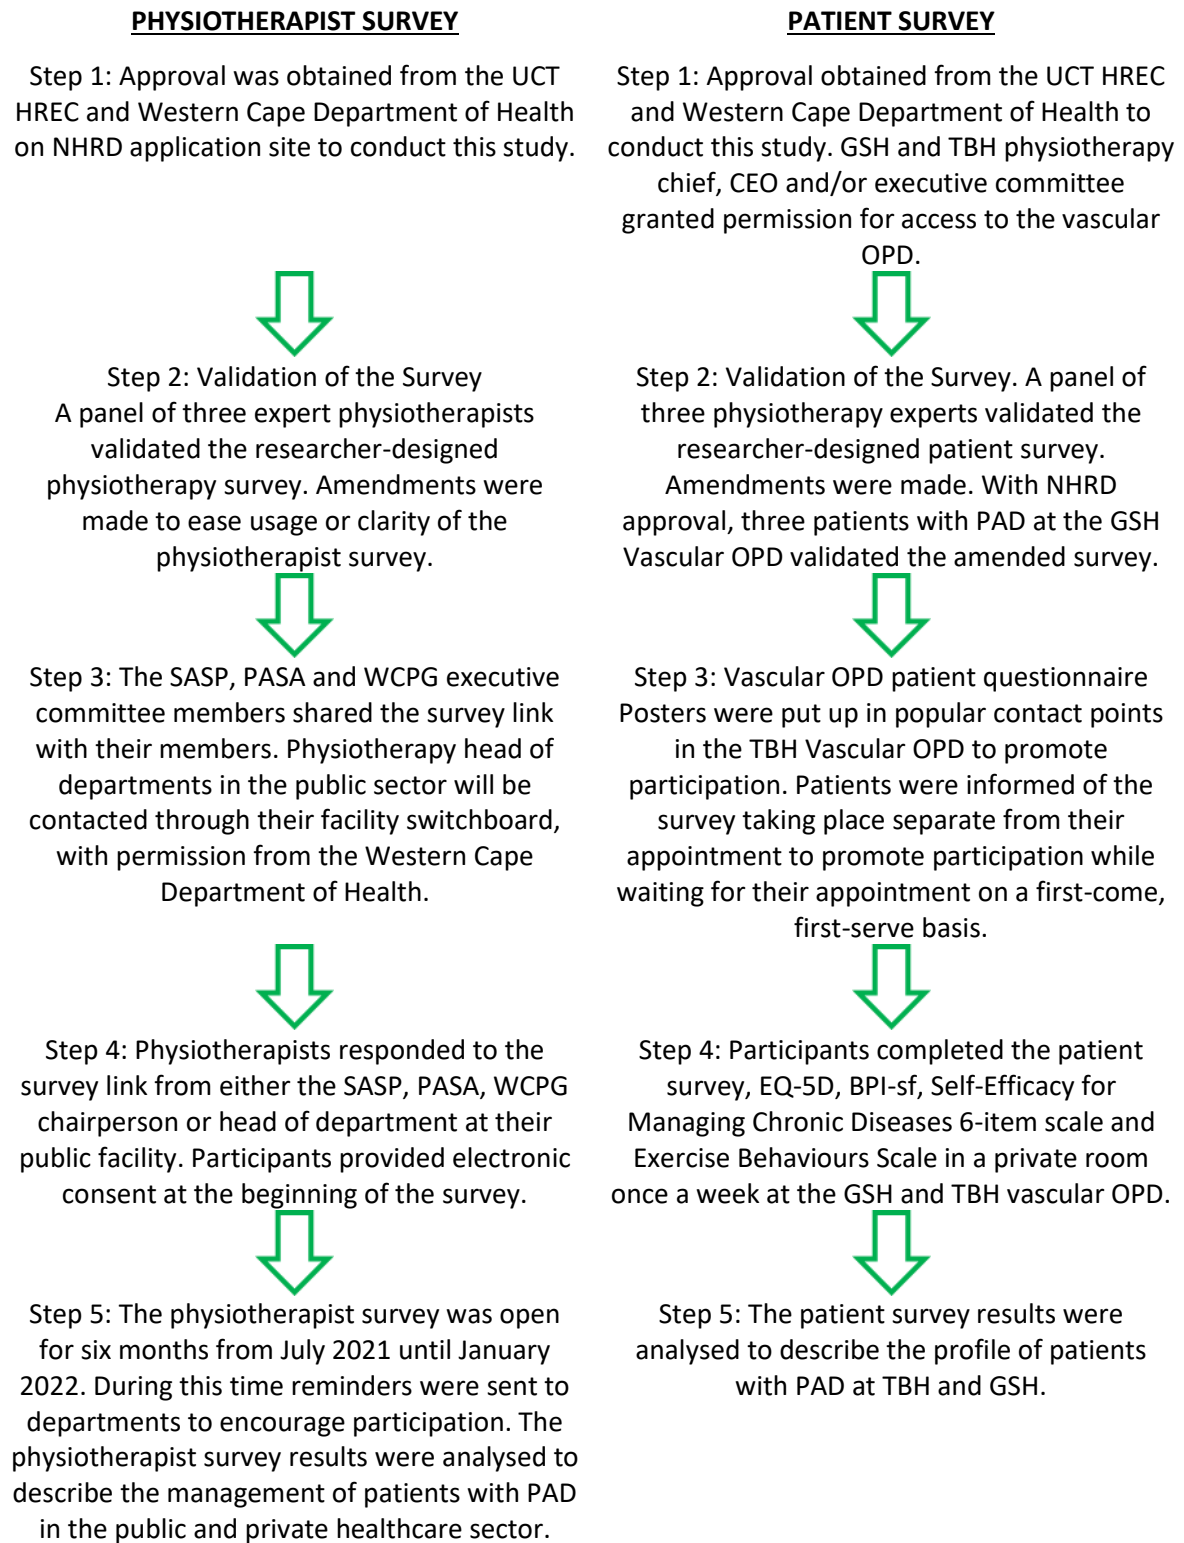 PHYSIOTHERAPIST SURVEY
Step 1: Approval was obtained from the UCT
HREC and Western Cape Department of Health
on NHRD application site to conduct this study.
Step 2: Validation of the Survey
A panel of three expert physiotherapists
validated the researcher-designed
physiotherapy survey. Amendments were
made to ease usage or clarity of the
physiotherapist survey.
Step 3: The SASP, PASA and WCPG executive
committee members shared the survey link
with their members. Physiotherapy head of
departments in the public sector will be
contacted through their facility switchboard,
with permission from the Western Cape
Department of Health.
Step 4: Physiotherapists responded to the
survey link from either the SASP, PASA, WCPG
chairperson or head of department at their
public facility. Participants provided electronic
consent at the beginning of the survey.
Step 5: The physiotherapist survey was open
for six months from July 2021 until January
2022. During this time reminders were sent to
departments to encourage participation. The
physiotherapist survey results were analysed to
describe the management of patients with PAD
in the public and private healthcare sector.
PATIENT SURVEY
Step 1: Approval obtained from the UCT HREC
and Western Cape Department of Health to
conduct this study. GSH and TBH physiotherapy
chief, CEO and/or executive committee
granted permission for access to the vascular
OPD.
Step 2: Validation of the Survey. A panel of
three physiotherapy experts validated the
researcher-designed patient survey.
Amendments were made. With NHRD
approval, three patients with PAD at the GSH
Vascular OPD validated the amended survey.
Step 3: Vascular OPD patient questionnaire
Posters were put up in popular contact points
in the TBH Vascular OPD to promote
participation. Patients were informed of the
survey taking place separate from their
appointment to promote participation while
waiting for their appointment on a first-come,
first-serve basis.
Step 4: Participants completed the patient
survey, EQ-5D, BPI-sf, Self-Efficacy for
Managing Chronic Diseases 6-item scale and
Exercise Behaviours Scale in a private room
once a week at the GSH and TBH vascular OPD.
Step 5: The patient survey results were
analysed to describe the profile of patients
with PAD at TBH and GSH.